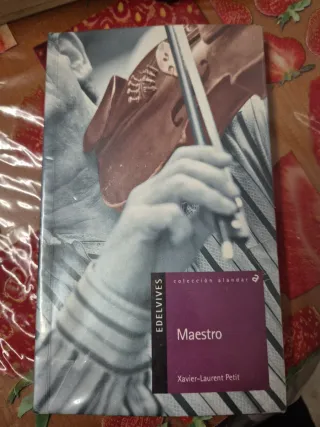 EDELVIVES
colección alandar
Maestro
Xavier-Laurent Petit